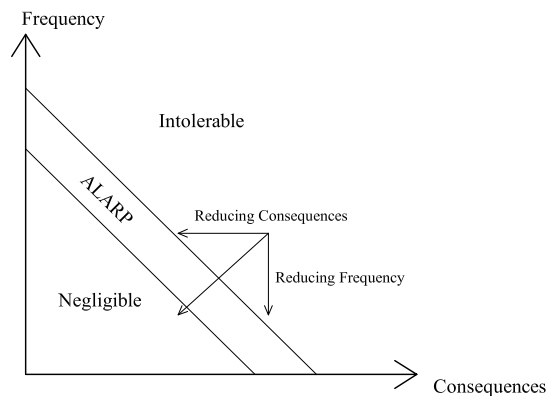 Frequency
Intolerable
ALARP
Reducing Consequences
Reducing Frequency
Negligible
Consequences